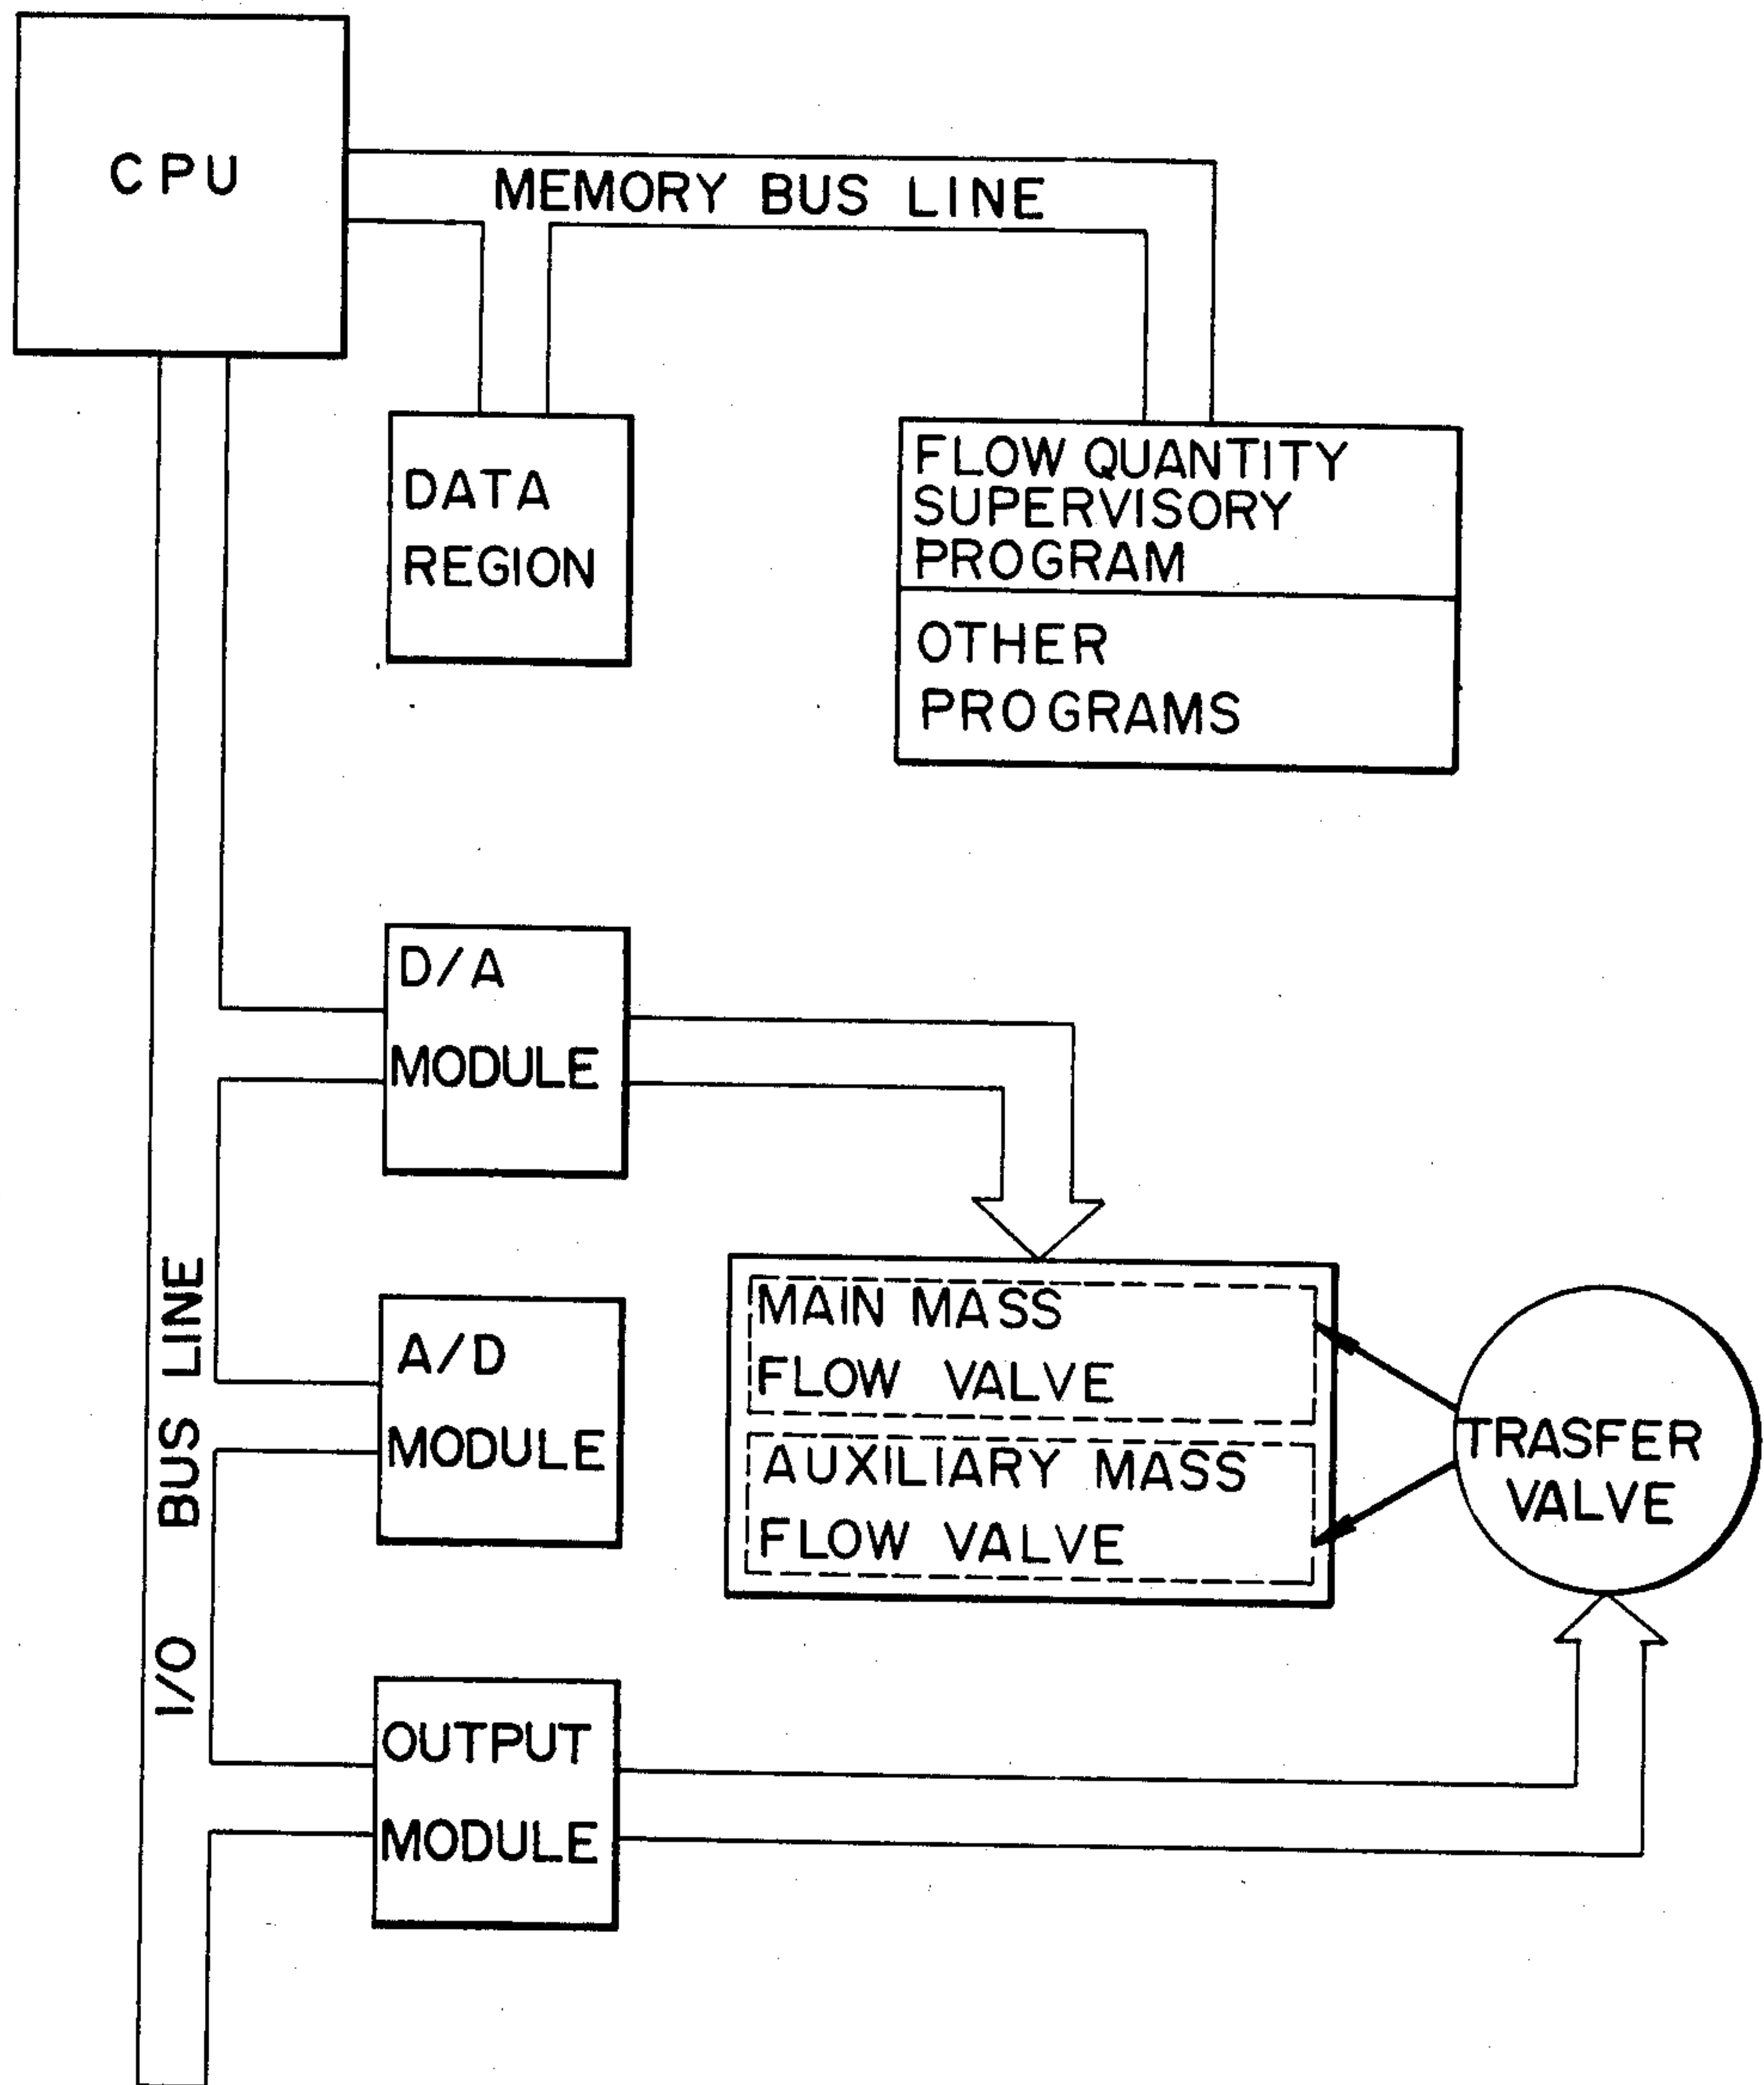 CPU
MEMORY BUS LINE
DATA
REGION
FLOW QUANTITY
SUPERVISORY
PROGRAM
OTHER
PROGRAMS
D/A
MODULE
I/O BUS LINE
A/D
MODULE
MAIN MASS
FLOW VALVE
AUXILIARY MASS
FLOW VALVE
TRASFER
VALVE
OUTPUT
MODULE